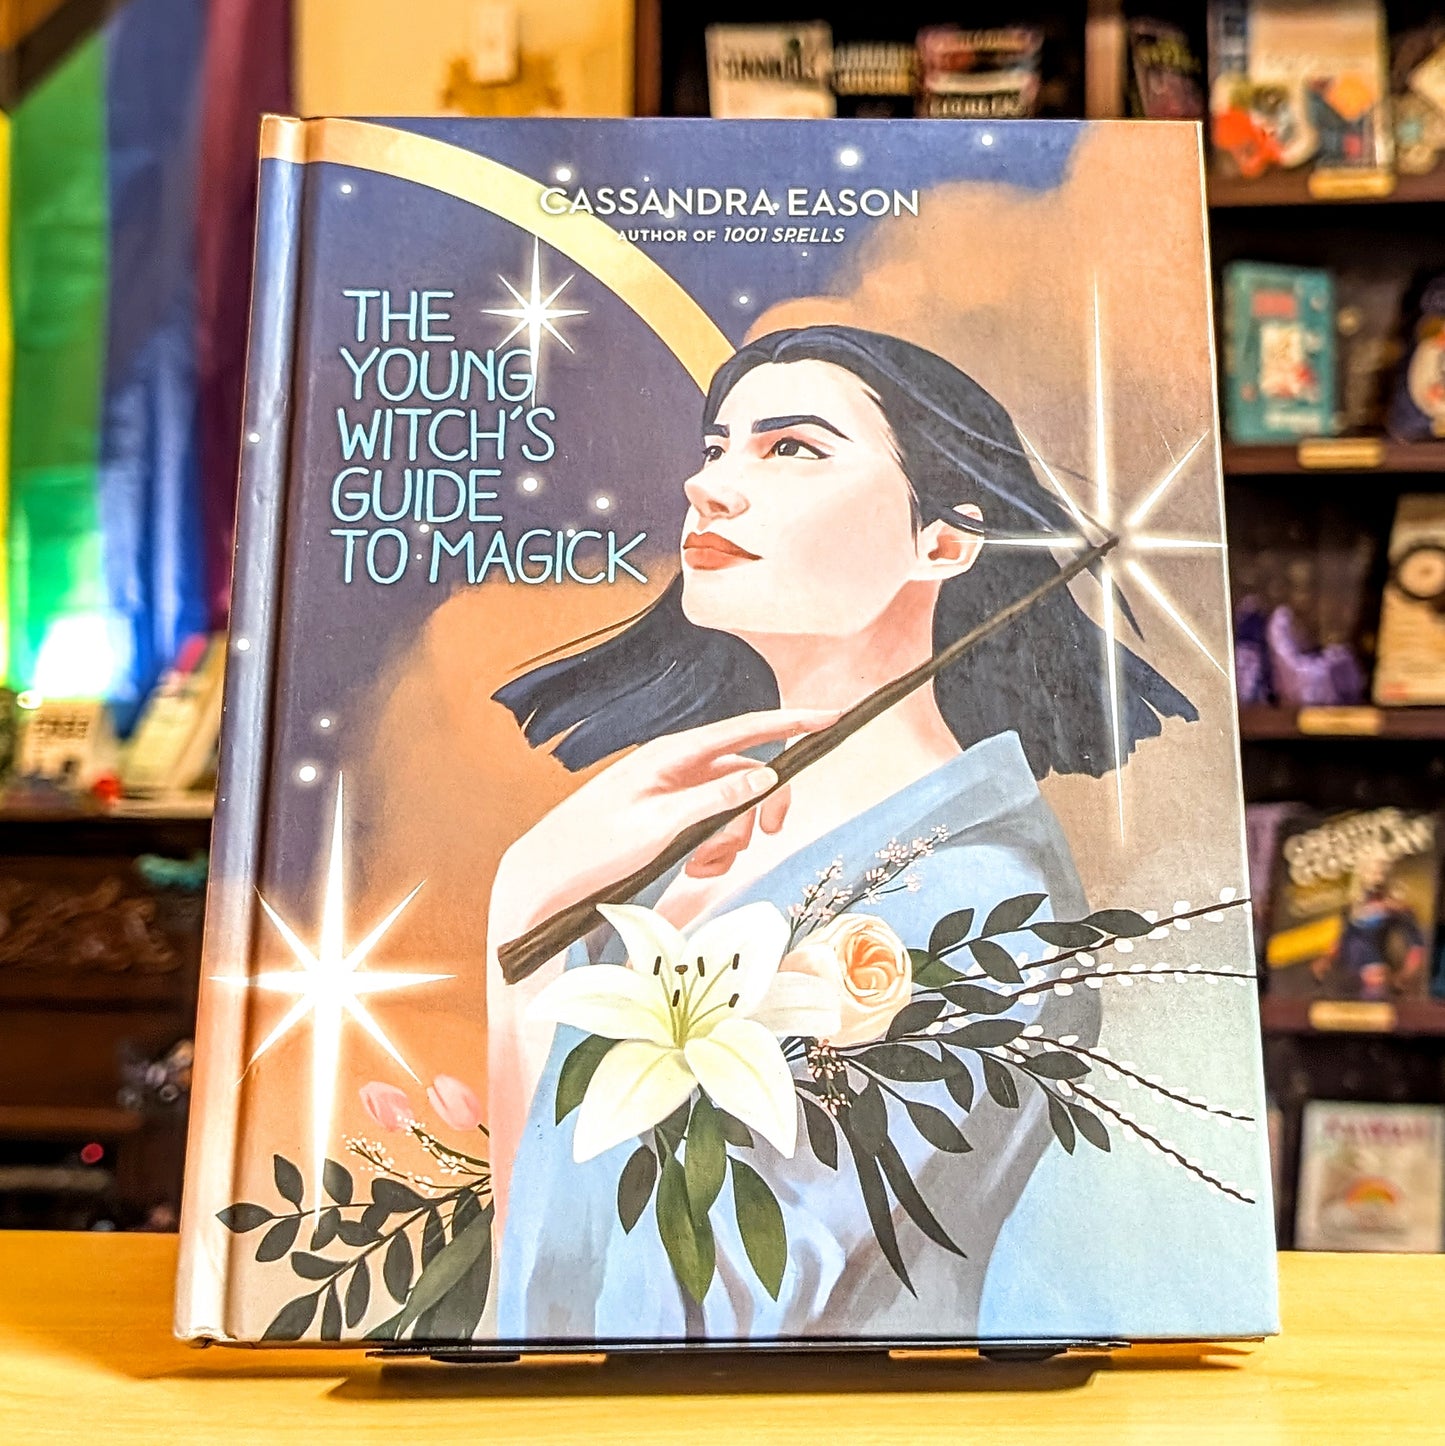 CASSANDRA EASON
AUTHOR OF 1001 SPELLS
THE
YOUNG
WITCH'S
GUIDE
TO MAGICK